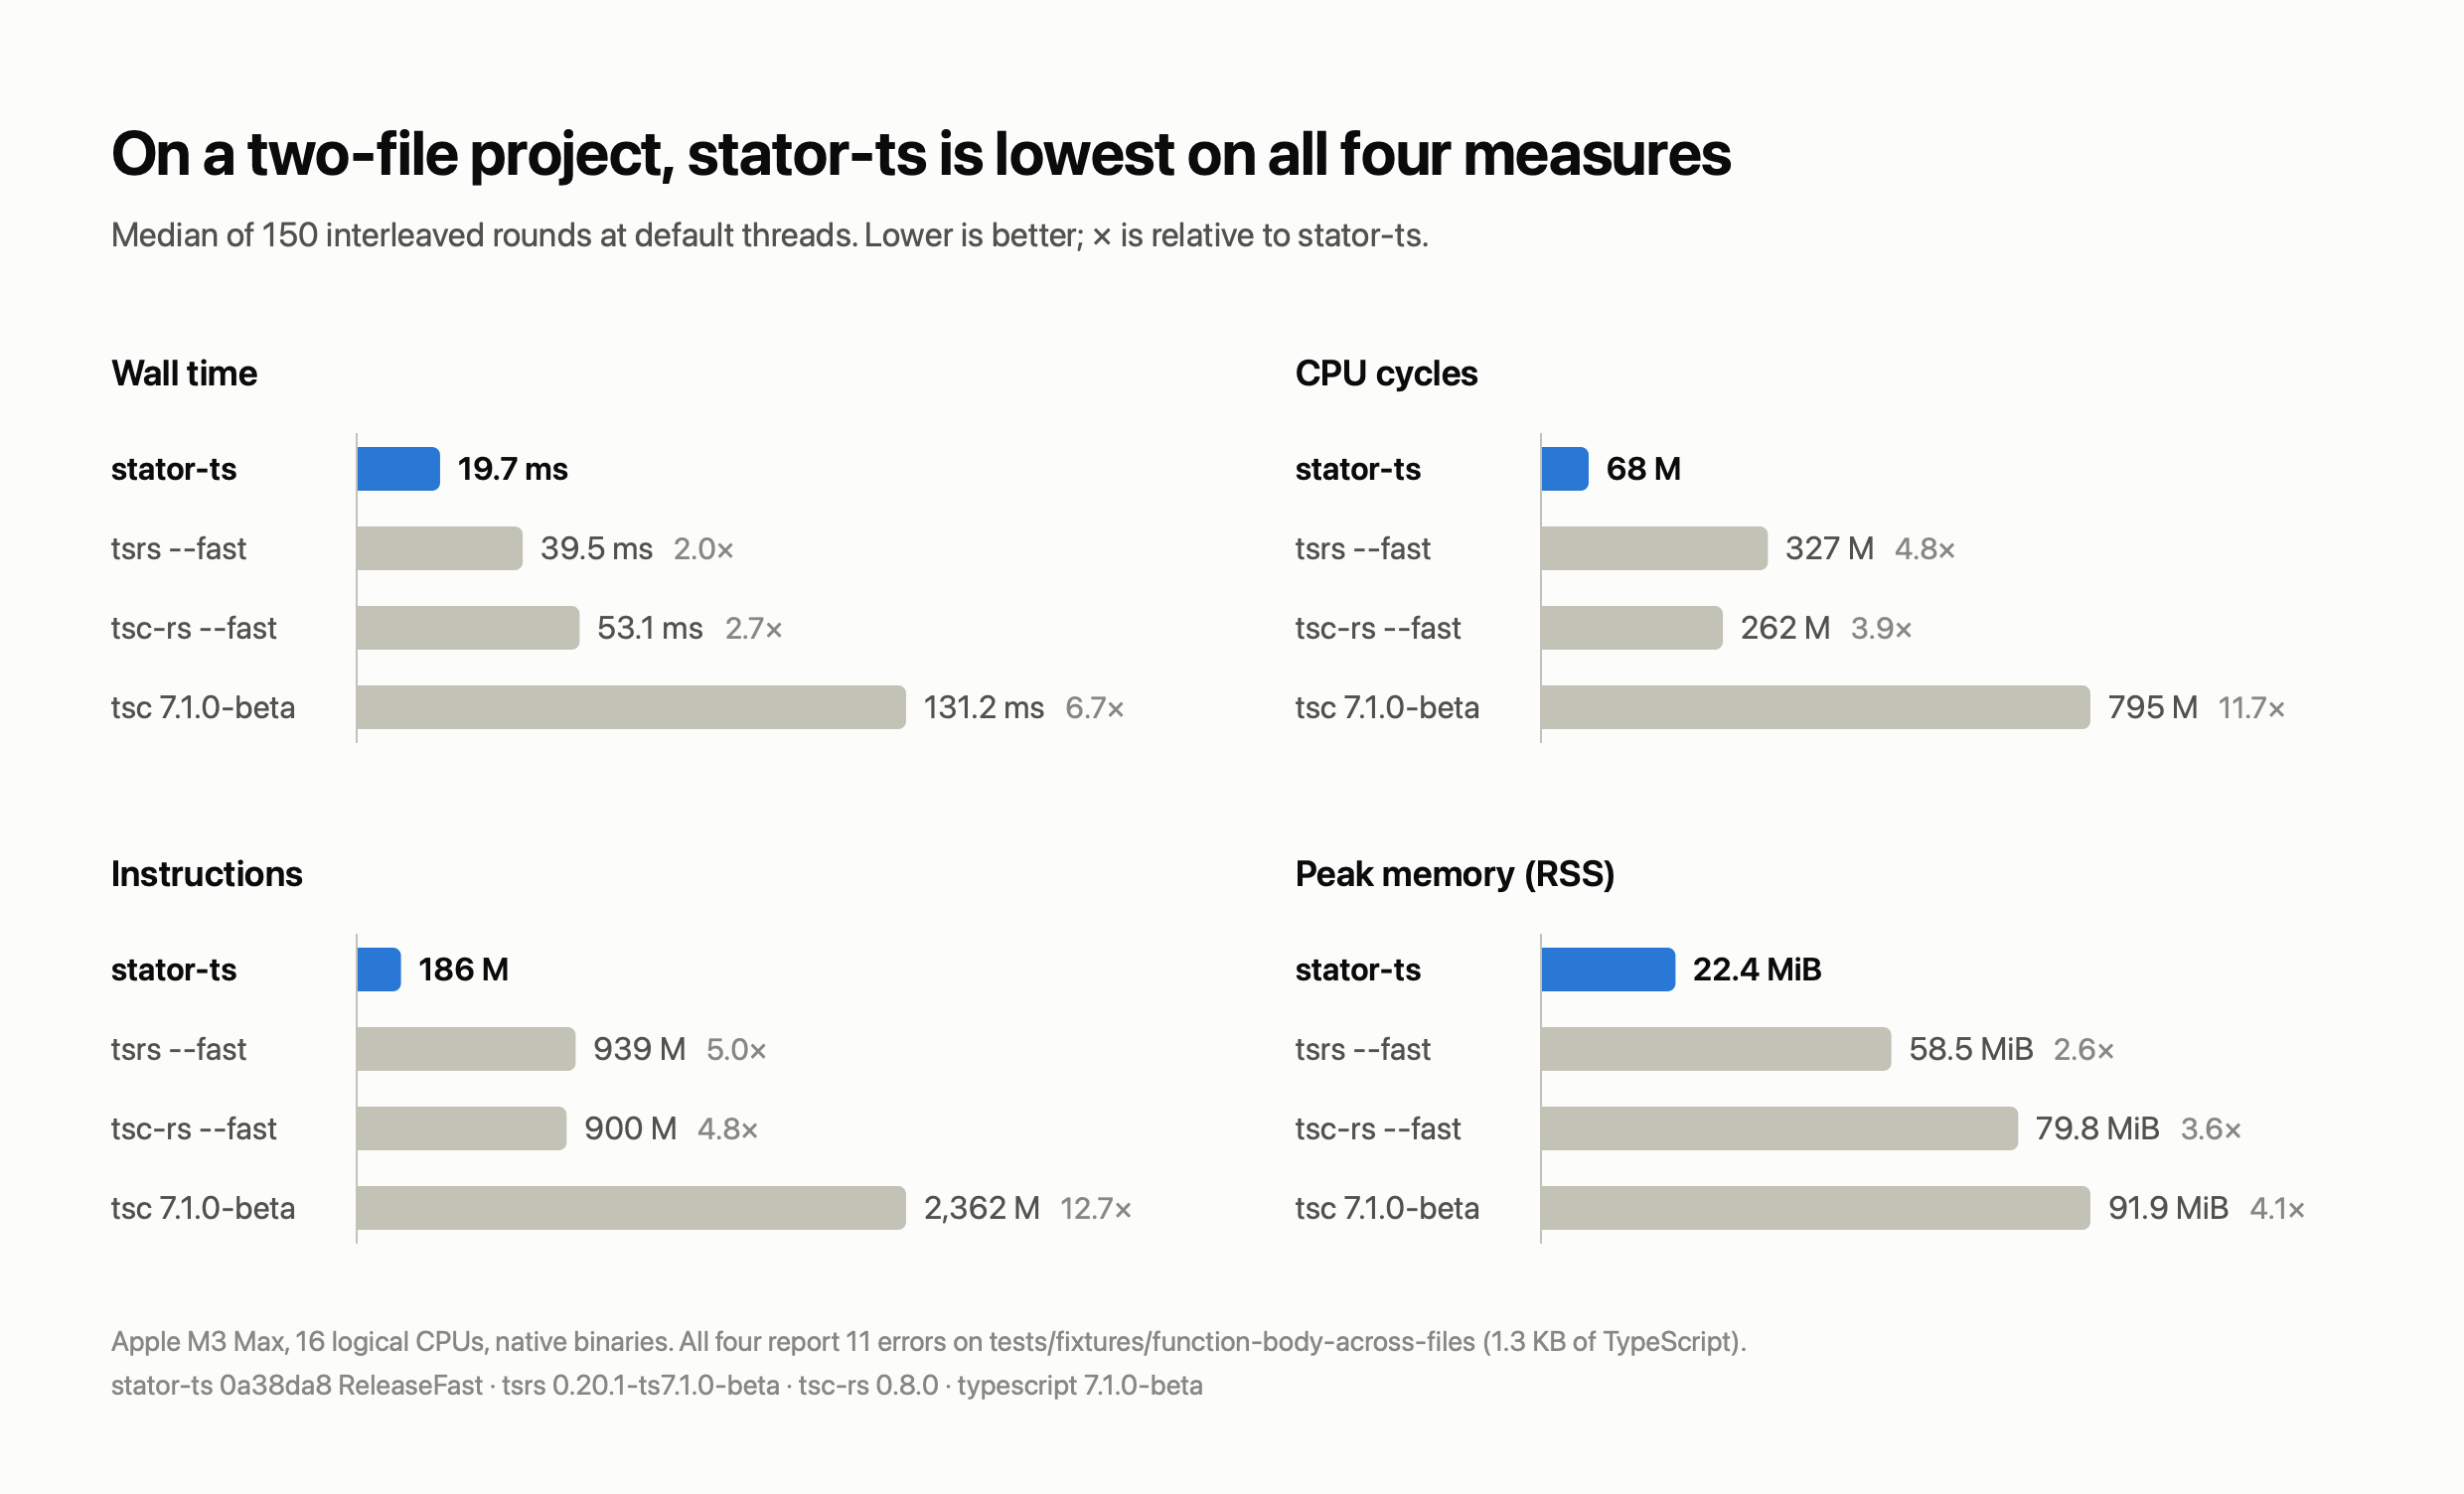 On a two-file project, stator-ts is lowest on all four measures
Median of 150 interleaved rounds at default threads. Lower is better; × is relative to stator-ts.
Wall time
stator-ts 19.7 ms
tsrs --fast 39.5 ms 2.0×
tsc-rs --fast 53.1 ms 2.7×
tsc 7.1.0-beta 131.2 ms 6.7×
CPU cycles
stator-ts 68 M
tsrs --fast 327 M 4.8×
tsc-rs --fast 262 M 3.9×
tsc 7.1.0-beta 795 M 11.7×
Instructions
stator-ts 186 M
tsrs --fast 939 M 5.0×
tsc-rs --fast 900 M 4.8×
tsc 7.1.0-beta 2,362 M 12.7×
Peak memory (RSS)
stator-ts 22.4 MiB
tsrs --fast 58.5 MiB 2.6×
tsc-rs --fast 79.8 MiB 3.6×
tsc 7.1.0-beta 91.9 MiB 4.1×
Apple M3 Max, 16 logical CPUs, native binaries. All four report 11 errors on tests/fixtures/function-body-across-files (1.3 KB of TypeScript).
stator-ts 0a38da8 ReleaseFast · tsrs 0.20.1-ts7.1.0-beta · tsc-rs 0.8.0 · typescript 7.1.0-beta